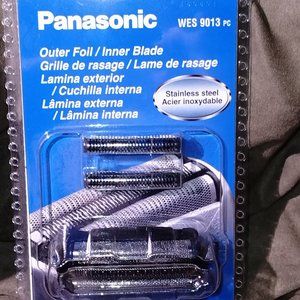 Panasonic
WES 9013 PC
Outer Foil / Inner Blade
Grille de rasage / Lame de rasage
Lamina exterior
/ Cuchilla interna
Lâmina externa
/ Lâmina interna
Stainless steel
Acier inoxydable